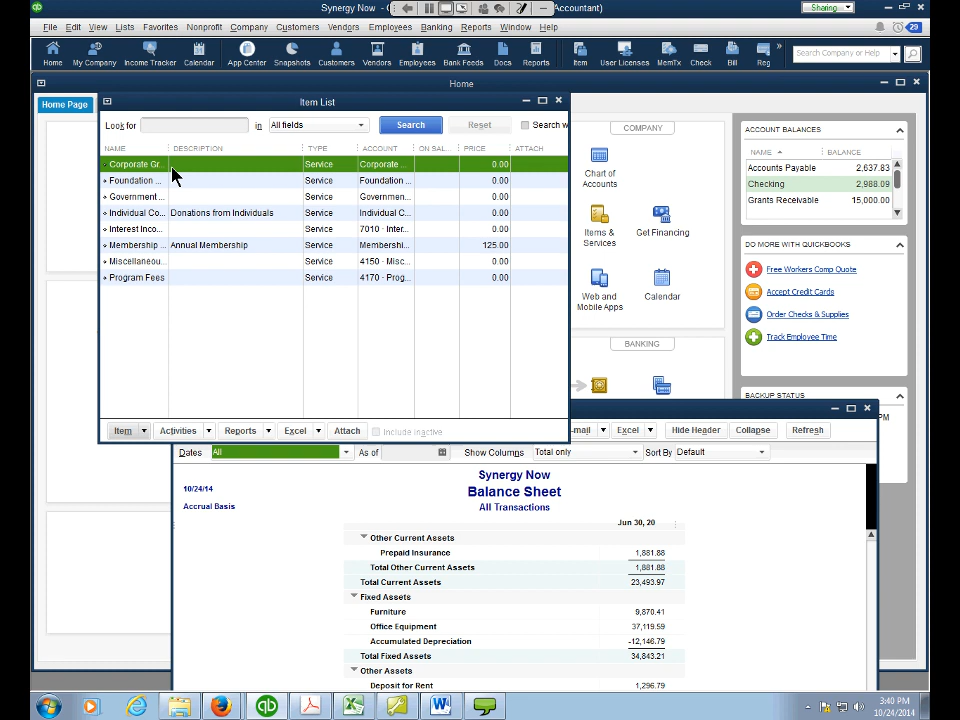 Synergy Now - (
Accountant)
Sharing
File Edit View Lists Favorites Nonprofit Company Customers Vendors Employees Banking Reports Window Help
29
Home My Company Income Tracker Calendar App Center Snapshots Customers Vendors Employees Bank Feeds Docs Reports Item User Licenses MemTx Check Bill Reg » Search Company or Help
Home
Home Page
Item List
Look for in All fields Search Reset Search w
NAME DESCRIPTION TYPE ACCOUNT ON SAL... PRICE ATTACH
Corporate Gr... Service Corporate ... 0.00
Foundation ... Service Foundation ... 0.00
Government ... Service Governmen... 0.00
Individual Co... Donations from Individuals Service Individual C... 0.00
Interest Inco... Service 7010 · Inter... 0.00
Membership ... Annual Membership Service Membershi... 125.00
Miscellaneou... Service 4150 · Misc... 0.00
Program Fees Service 4170 · Prog... 0.00
Item Activities Reports Excel Attach Include inactive
COMPANY
Chart of
Accounts
Items &
Services
Get Financing
Web and
Mobile Apps
Calendar
BANKING
ACCOUNT BALANCES
NAME BALANCE
Accounts Payable 2,637.83
Checking 2,988.09
Grants Receivable 15,000.00
DO MORE WITH QUICKBOOKS
Free Workers Comp Quote
Accept Credit Cards
Order Checks & Supplies
Track Employee Time
BACKUP STATUS
PM
-mail Excel Hide Header Collapse Refresh
Dates All As of Show Columns Total only Sort By Default
Synergy Now
10/24/14 Balance Sheet
Accrual Basis All Transactions
Jun 30, 20
Other Current Assets
Prepaid Insurance 1,881.88
Total Other Current Assets 1,881.88
Total Current Assets 23,493.97
Fixed Assets
Furniture 9,870.41
Office Equipment 37,119.59
Accumulated Depreciation -12,146.79
Total Fixed Assets 34,843.21
Other Assets
Deposit for Rent 1,296.79
3:40 PM
10/24/2014